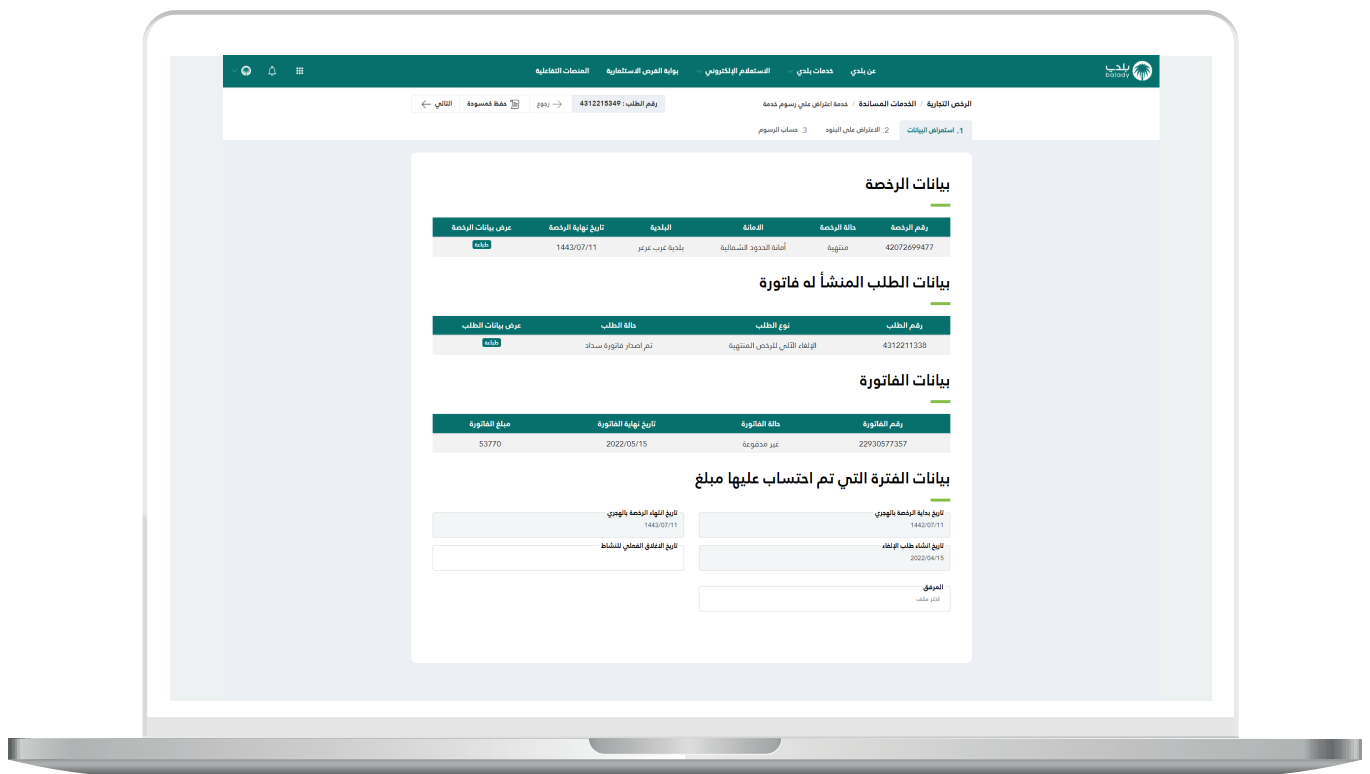 بلدي
balady
عن بلدي خدمات بلدي الاستعلام الإلكتروني بوابة الفرص الاستثمارية المنصات التفاعلية
الرخص التجارية / الخدمات المساندة / خدمة اعتراض علي رسوم خدمة
رقم الطلب : 4312215349 رجوع حفظ كمسودة التالي
1. استعراض البيانات 2. الاعتراض على البنود 3. حساب الرسوم
بيانات الرخصة
رقم الرخصة حالة الرخصة الامانة البلدية تاريخ نهاية الرخصة عرض بيانات الرخصة
42072699477 منتهية أمانة الحدود الشمالية بلدية غرب عرعر 1443/07/11 طباعة
بيانات الطلب المنشأ له فاتورة
رقم الطلب نوع الطلب حالة الطلب عرض بيانات الطلب
4312211338 الإلغاء الآلي للرخص المنتهية تم اصدار فاتورة سداد طباعة
بيانات الفاتورة
رقم الفاتورة حالة الفاتورة تاريخ نهاية الفاتورة مبلغ الفاتورة
22930577357 غير مدفوعة 2022/05/15 53770
بيانات الفترة التي تم احتساب عليها مبلغ
تاريخ بداية الرخصة بالهجري تاريخ انتهاء الرخصة بالهجري
1442/07/11 1443/07/11
تاريخ انشاء طلب الإلغاء تاريخ الاغلاق الفعلي للنشاط
2022/04/15
المرفق
اختر ملف